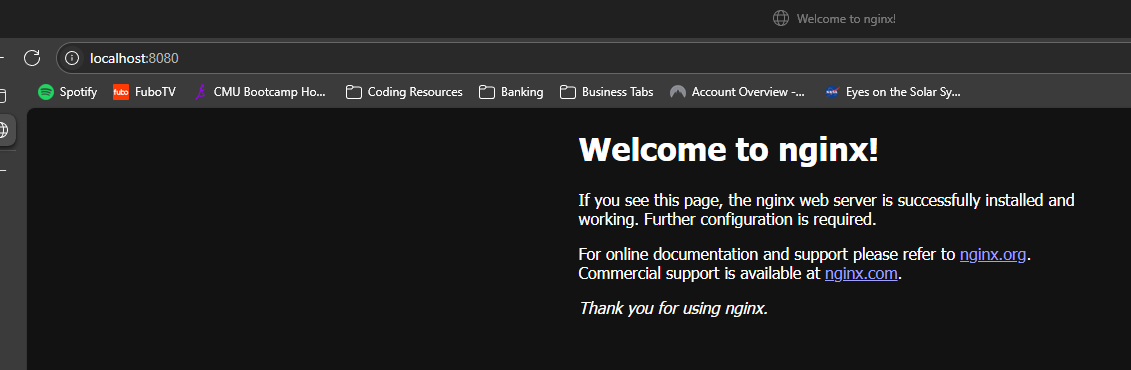 Welcome to nginx!
localhost:8080
Spotify
fubo
FuboTV
CMU Bootcamp Ho...
Coding Resources
Banking
Business Tabs
Account Overview -...
Eyes on the Solar Sy...
Welcome to nginx!
If you see this page, the nginx web server is successfully installed and
working. Further configuration is required.
For online documentation and support please refer to nginx.org.
Commercial support is available at nginx.com.
Thank you for using nginx.